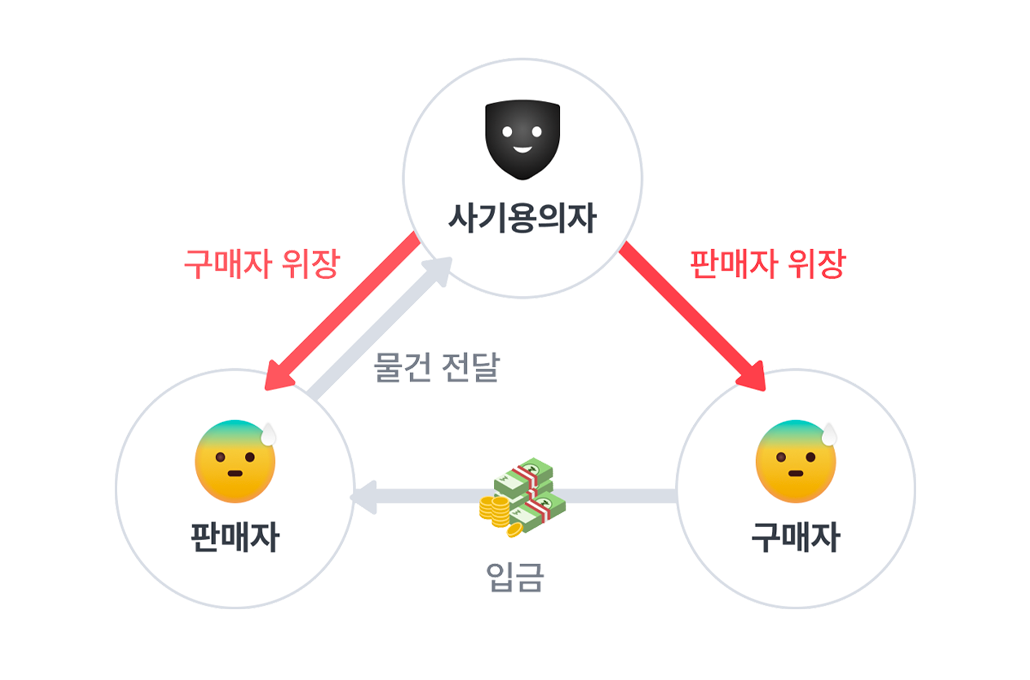 사기용의자
구매자 위장
판매자 위장
물건 전달
판매자
구매자
입금